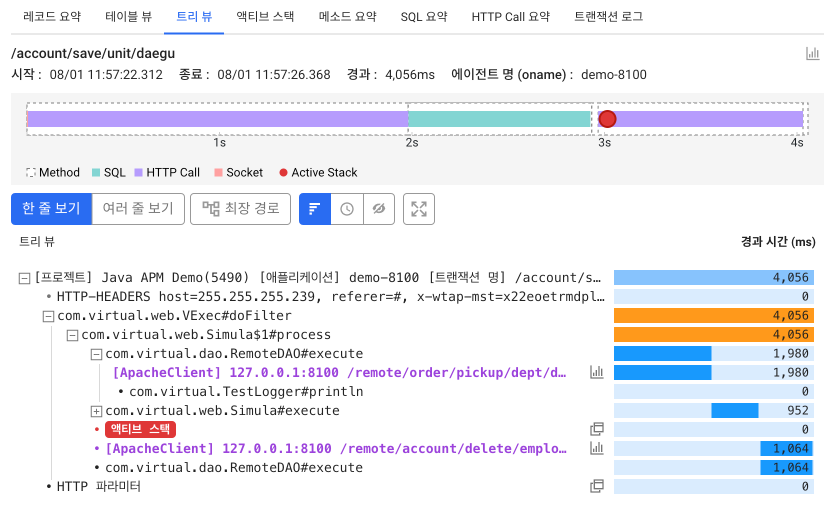 레코드 요약 테이블 뷰 트리 뷰 액티브 스택 메소드 요약 SQL 요약 HTTP Call 요약 트랜잭션 로그
/account/save/unit/daegu
시작 : 08/01 11:57:22.312 종료 : 08/01 11:57:26.368 경과 : 4,056ms 에이전트 명 (oname) : demo-8100
1s 2s 3s 4s
Method SQL HTTP Call Socket Active Stack
한 줄 보기 여러 줄 보기 최장 경로
트리 뷰 경과 시간 (ms)
[프로젝트] Java APM Demo(5490) [애플리케이션] demo-8100 [트랜잭션 명] /account/s... 4,056
HTTP-HEADERS host=255.255.255.239, referer=#, x-wtap-mst=x22eoetrmdpl... 0
com.virtual.web.VExec#doFilter 4,056
com.virtual.web.Simula$1#process 4,056
com.virtual.dao.RemoteDAO#execute 1,980
[ApacheClient] 127.0.0.1:8100 /remote/order/pickup/dept/d... 1,980
com.virtual.TestLogger#println 0
com.virtual.web.Simula#execute 952
액티브 스택 0
[ApacheClient] 127.0.0.1:8100 /remote/account/delete/emplo... 1,064
com.virtual.dao.RemoteDAO#execute 1,064
HTTP 파라미터 0